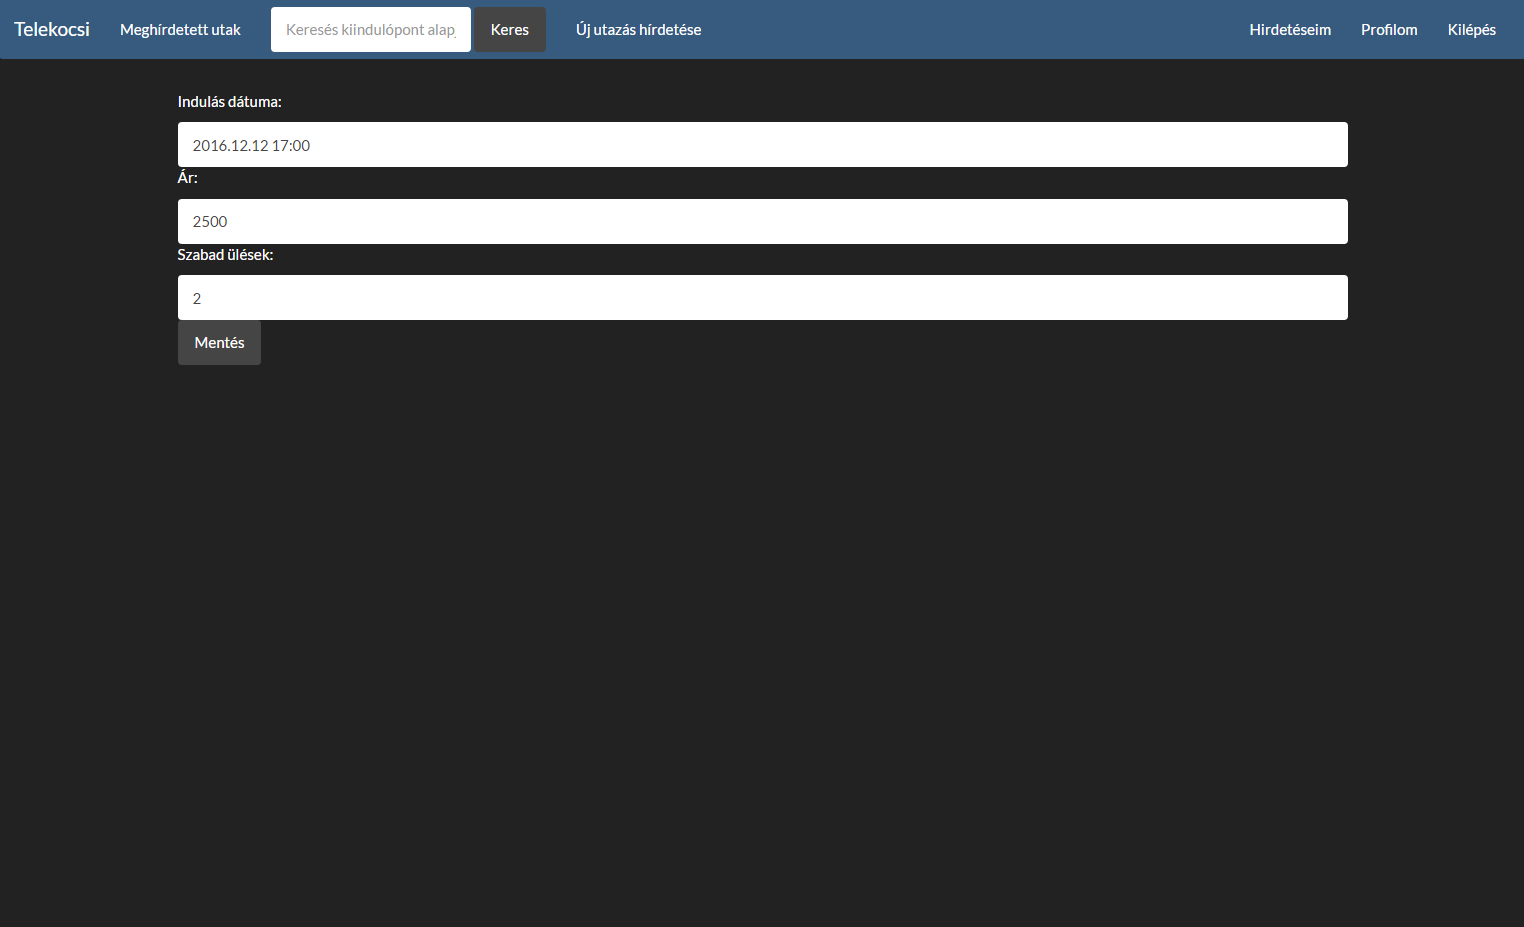 Telekocsi Meghírdetett utak Keresés kiindulópont alap Keres Új utazás hírdetése Hirdetéseim Profilom Kilépés
Indulás dátuma:
2016.12.12 17:00
Ár:
2500
Szabad ülések:
2
Mentés